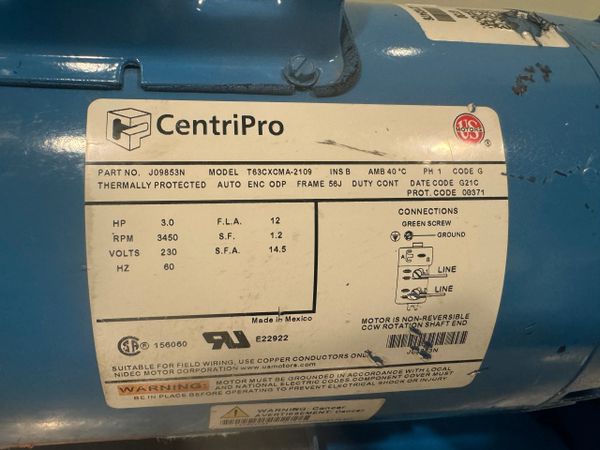 CentriPro
US
MOTORS
PART NO. J09853N MODEL T63CXCMA-2109 INS B AMB 40°C PH 1 CODE G
THERMALLY PROTECTED AUTO ENC ODP FRAME 56J DUTY CONT DATE CODE G21C
PROT. CODE 00371
HP 3.0 F.L.A. 12
RPM 3450 S.F. 1.2
VOLTS 230 S.F.A. 14.5
HZ 60
CONNECTIONS
GREEN SCREW
GROUND
A B
LINE
LINE
Made in Mexico
MOTOR IS NON-REVERSIBLE
CCW ROTATION SHAFT END
156060 E22922
SUITABLE FOR FIELD WIRING, USE COPPER CONDUCTORS ONLY
NIDEC MOTOR CORPORATION www.usmotors.com
WARNING: MOTOR MUST BE GROUNDED IN ACCORDANCE WITH LOCAL
AND NATIONAL ELECTRIC CODES COMPONENT COVER MUST
BE IN PLACE BEFORE OPERATING TO PREVENT ELECTRICAL SHOCK OR INJURY
WARNING: Cancer
AVERTISSEMENT: Cancer